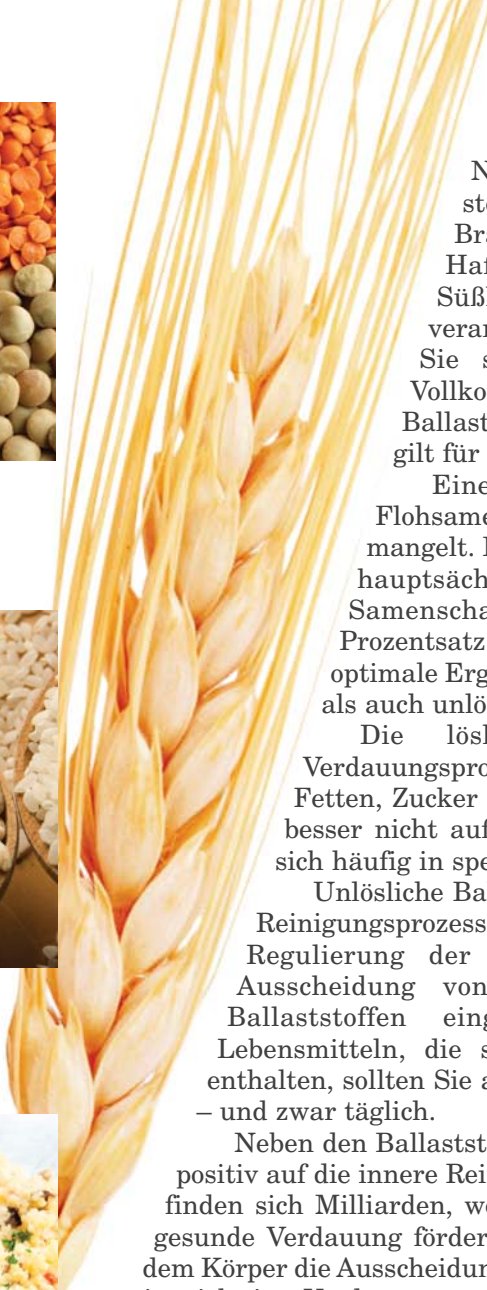 N
ste
Bra
Haf
Süßl
veran
Sie s
Vollko
Ballast
gilt für
Eine
Flohsame
mangelt. I
hauptsäch
Samenscha
Prozentsatz
optimale Erg
als auch unlö
Die lösl
Verdauungspro
Fetten, Zucker
besser nicht auf
sich häufig in spe
Unlösliche Ba
Reinigungsprozess
Regulierung der
Ausscheidung von
Ballaststoffen eing
Lebensmitteln, die s
enthalten, sollten Sie a
– und zwar täglich.
Neben den Ballastst
positiv auf die innere Rei
finden sich Milliarden, we
gesunde Verdauung förder
dem Körper die Ausscheidun